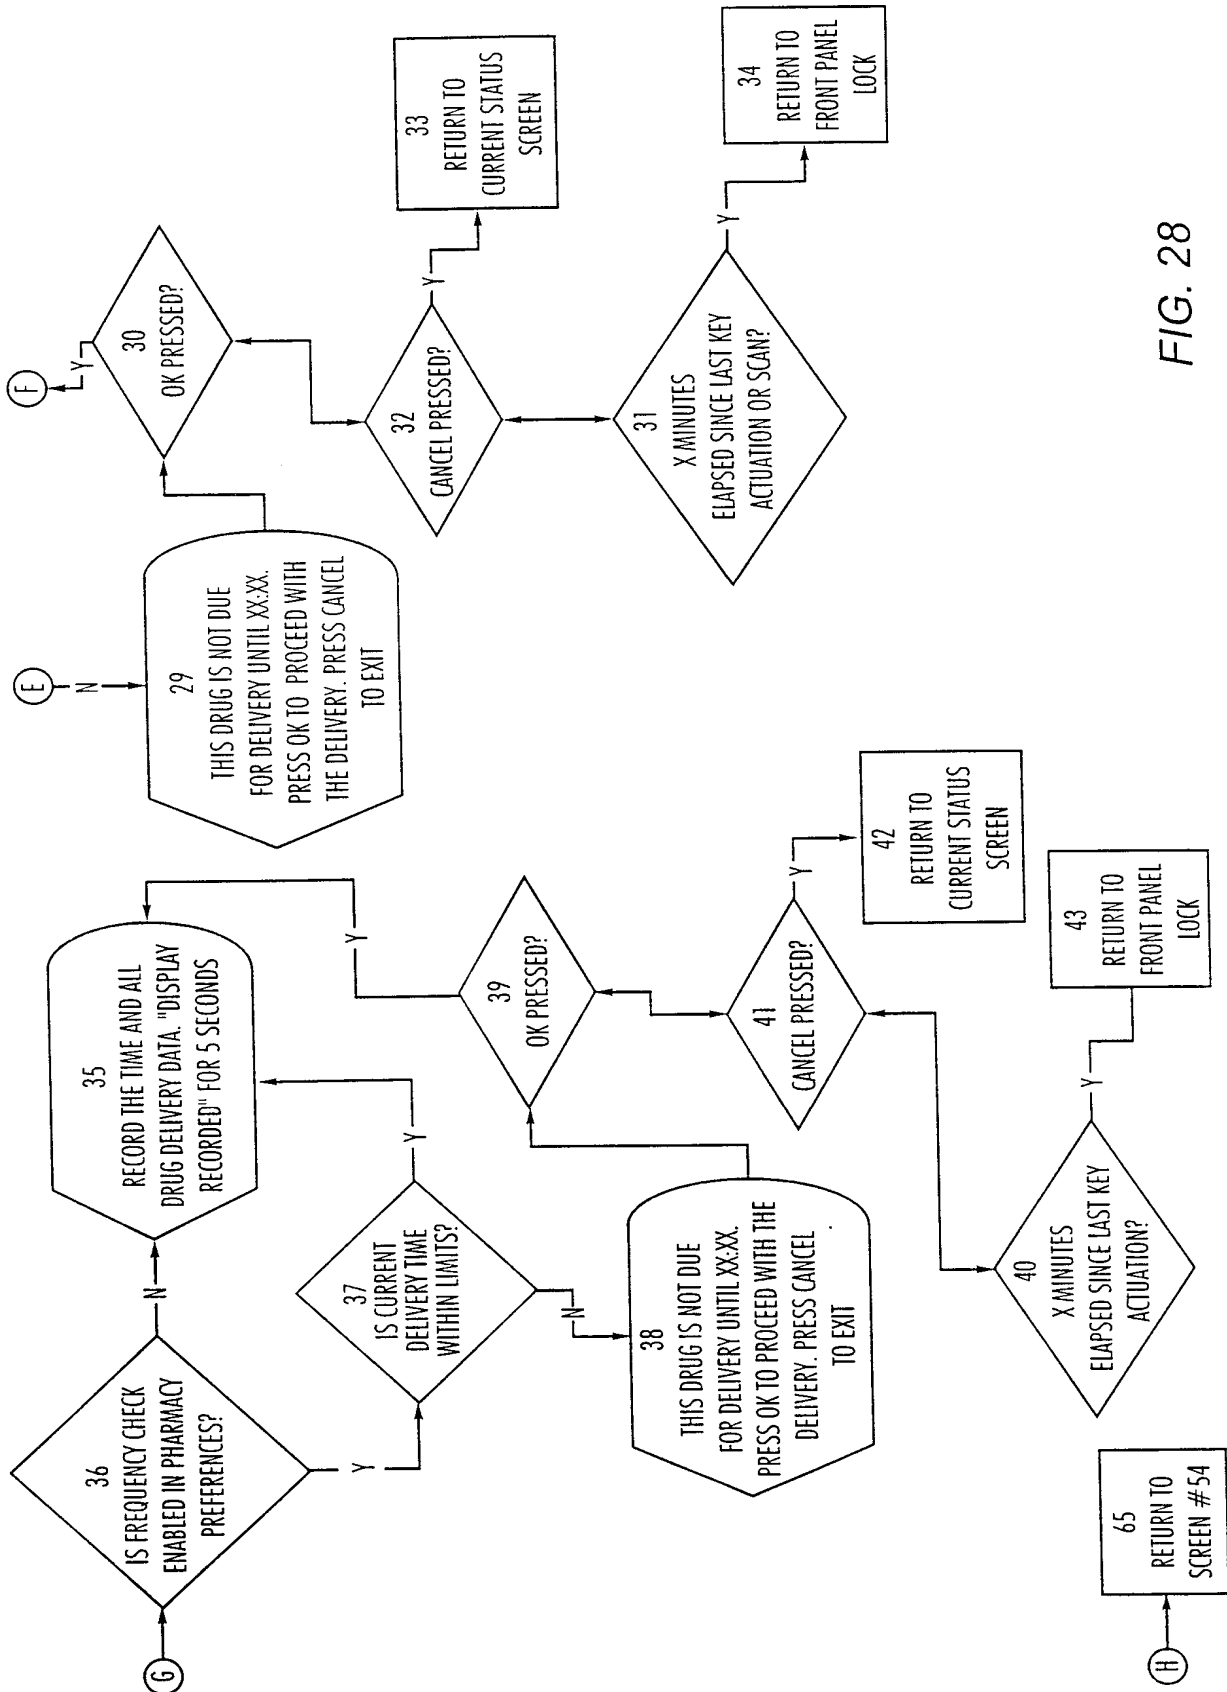 G
36
IS FREQUENCY CHECK
ENABLED IN PHARMACY
PREFERENCES?
N
Y
35
RECORD THE TIME AND ALL
DRUG DELIVERY DATA. "DISPLAY
RECORDED" FOR 5 SECONDS
37
IS CURRENT
DELIVERY TIME
WITHIN LIMITS?
Y
N
38
THIS DRUG IS NOT DUE
FOR DELIVERY UNTIL XX:XX.
PRESS OK TO PROCEED WITH THE
DELIVERY. PRESS CANCEL
TO EXIT
39
OK PRESSED?
Y
41
CANCEL PRESSED?
Y
42
RETURN TO
CURRENT STATUS
SCREEN
40
X MINUTES
ELAPSED SINCE LAST KEY
ACTUATION?
Y
43
RETURN TO
FRONT PANEL
LOCK
H
65
RETURN TO
SCREEN #54
E
N
29
THIS DRUG IS NOT DUE
FOR DELIVERY UNTIL XX:XX.
PRESS OK TO PROCEED WITH
THE DELIVERY. PRESS CANCEL
TO EXIT
F
Y
30
OK PRESSED?
32
CANCEL PRESSED?
Y
33
RETURN TO
CURRENT STATUS
SCREEN
31
X MINUTES
ELAPSED SINCE LAST KEY
ACTUATION OR SCAN?
Y
34
RETURN TO
FRONT PANEL
LOCK
FIG. 28